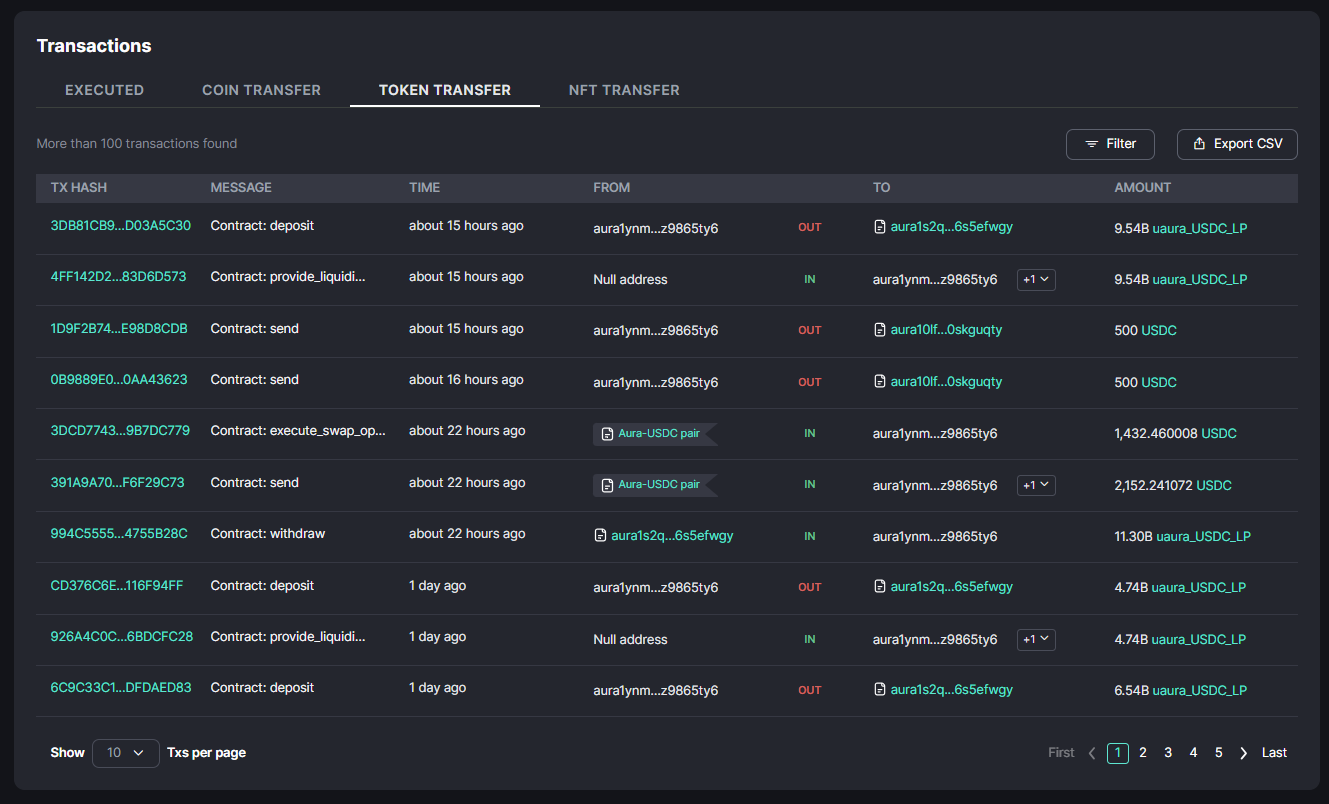 Transactions
EXECUTED COIN TRANSFER TOKEN TRANSFER NFT TRANSFER
More than 100 transactions found Filter Export CSV
TX HASH MESSAGE TIME FROM TO AMOUNT
3DB81CB9...D03A5C30 Contract: deposit about 15 hours ago aura1ynm...z9865ty6 OUT aura1s2q...6s5efwgy 9.54B uaura_USDC_LP
4FF142D2...83D6D573 Contract: provide_liquidi... about 15 hours ago Null address IN aura1ynm...z9865ty6 +1 9.54B uaura_USDC_LP
1D9F2B74...E98D8CDB Contract: send about 15 hours ago aura1ynm...z9865ty6 OUT aura10lf...0skguqty 500 USDC
0B9889E0...0AA43623 Contract: send about 16 hours ago aura1ynm...z9865ty6 OUT aura10lf...0skguqty 500 USDC
3DCD7743...9B7DC779 Contract: execute_swap_op... about 22 hours ago Aura-USDC pair IN aura1ynm...z9865ty6 1,432.460008 USDC
391A9A70...F6F29C73 Contract: send about 22 hours ago Aura-USDC pair IN aura1ynm...z9865ty6 +1 2,152.241072 USDC
994C5555...4755B28C Contract: withdraw about 22 hours ago aura1s2q...6s5efwgy IN aura1ynm...z9865ty6 11.30B uaura_USDC_LP
CD376C6E...116F94FF Contract: deposit 1 day ago aura1ynm...z9865ty6 OUT aura1s2q...6s5efwgy 4.74B uaura_USDC_LP
926A4C0C...6BDCFC28 Contract: provide_liquidi... 1 day ago Null address IN aura1ynm...z9865ty6 +1 4.74B uaura_USDC_LP
6C9C33C1...DFDAED83 Contract: deposit 1 day ago aura1ynm...z9865ty6 OUT aura1s2q...6s5efwgy 6.54B uaura_USDC_LP
Show 10 Txs per page First 1 2 3 4 5 Last